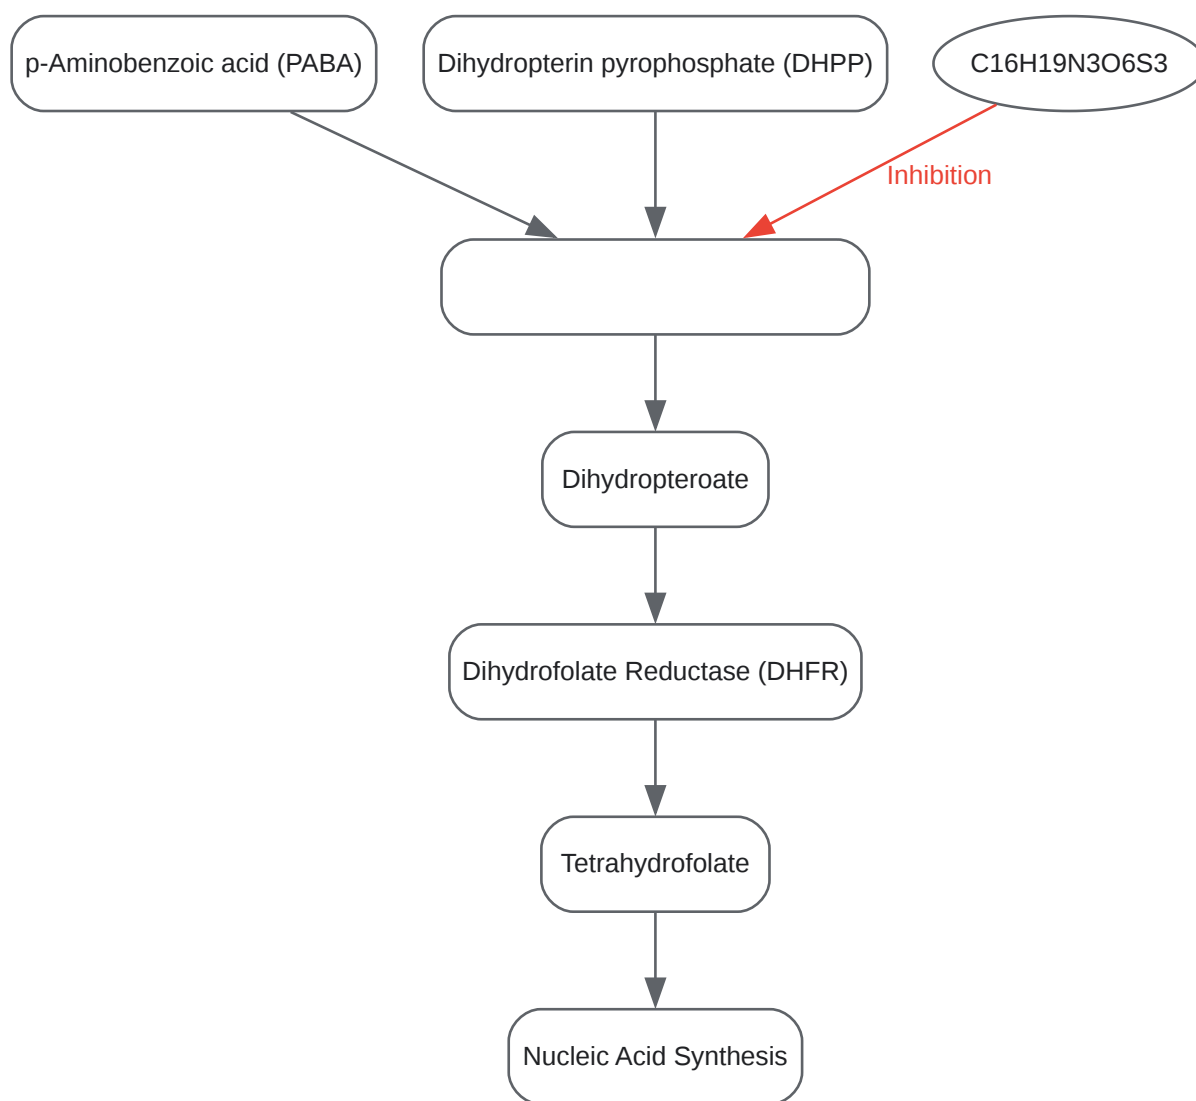 p-Aminobenzoic acid (PABA)
Dihydropterin pyrophosphate (DHPP)
C16H19N3O6S3
Inhibition
Dihydropteroate
Dihydrofolate Reductase (DHFR)
Tetrahydrofolate
Nucleic Acid Synthesis